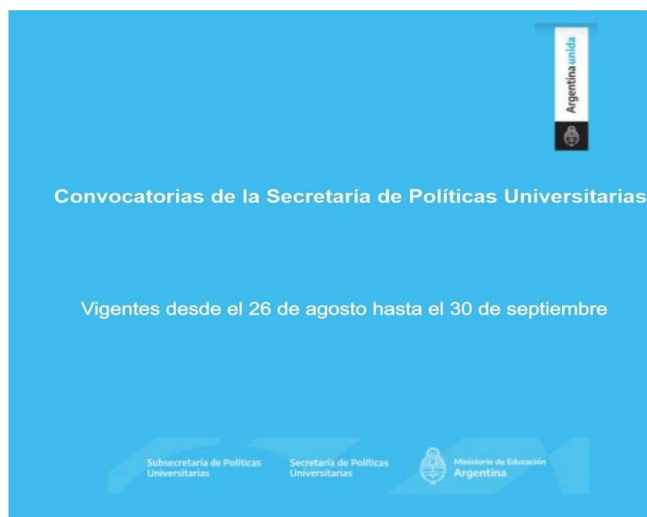 Argentina unida
Convocatorias de la Secretaría de Políticas Universitarias
Vigentes desde el 26 de agosto hasta el 30 de septiembre
Subsecretaría de Políticas
Universitarias
Secretaría de Políticas
Universitarias
Ministerio de Educación
Argentina